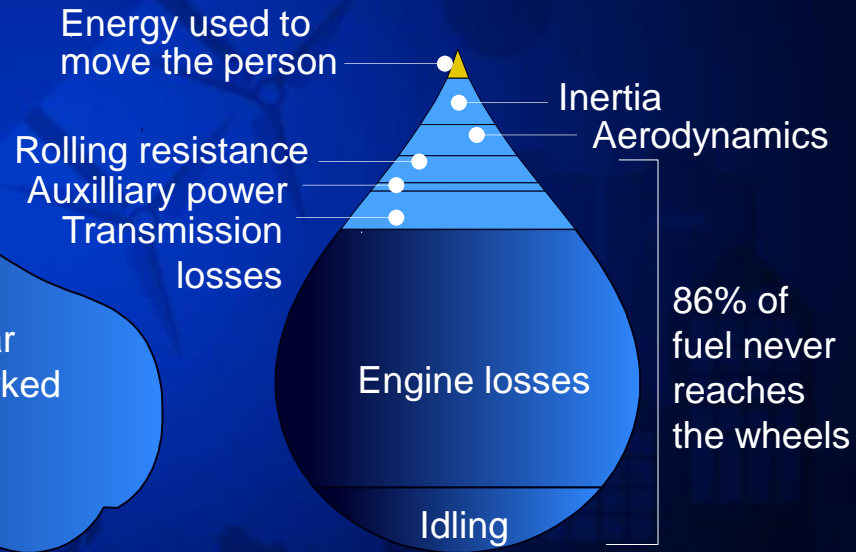 Energy used to
move the person
Inertia
Aerodynamics
Rolling resistance
Auxilliary power
Transmission
losses
86% of
fuel never
reaches
the wheels
Engine losses
Idling